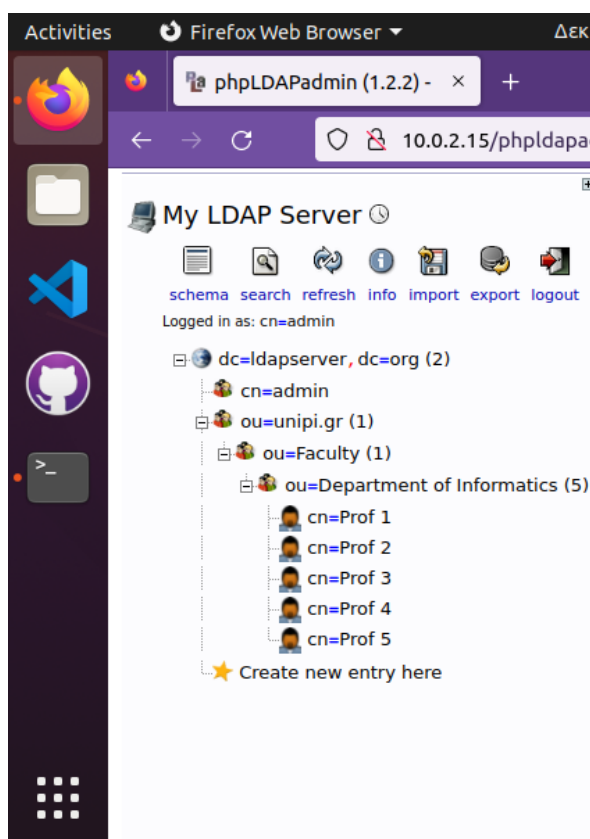 Activities Firefox Web Browser Δεκ
phpLDAPadmin (1.2.2) - × +
10.0.2.15/phpldapa
My LDAP Server
schema search refresh info import export logout
Logged in as: cn=admin
dc=ldapserver, dc=org (2)
cn=admin
ou=unipi.gr (1)
ou=Faculty (1)
ou=Department of Informatics (5)
cn=Prof 1
cn=Prof 2
cn=Prof 3
cn=Prof 4
cn=Prof 5
Create new entry here